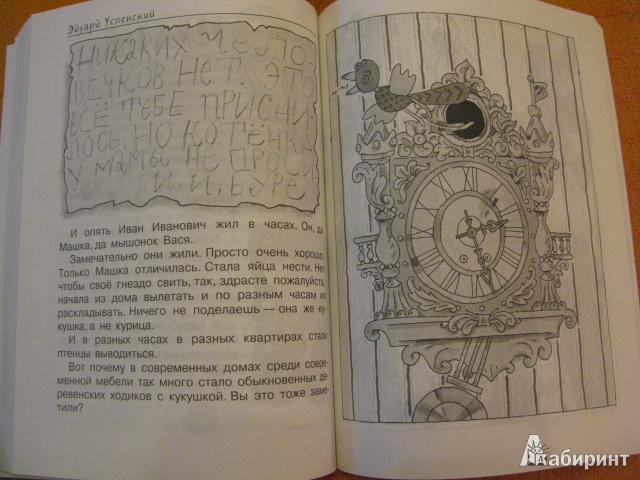 Эдуард Успенский
НИКАКИХ ЧЕЛО-
ВЕЧКОВ НЕТ. ЭТО
ВСЁ ТЕБЕ ПРИСНИ-
ЛОСЬ. НО КОТЁНКА
У МАМЫ НЕ ПРОСИ.
И. И. БУРЕ
И опять Иван Иванович жил в часах. Он, да
Машка, да мышонок Вася.
Замечательно они жили. Просто очень хорошо.
Только Машка отличилась. Стала яйца нести. Нет
чтобы своё гнездо свить, так, здрасте пожалуйста,
начала из дома вылетать и по разным часам их
раскладывать. Ничего не поделаешь — она же ку-
кушка, а не курица.
И в разных часах в разных квартирах стали
птенцы выводиться.
Вот почему в современных домах среди совре-
менной мебели так много стало обыкновенных де-
ревенских ходиков с кукушкой. Вы это тоже заме-
тили?
Лабиринт